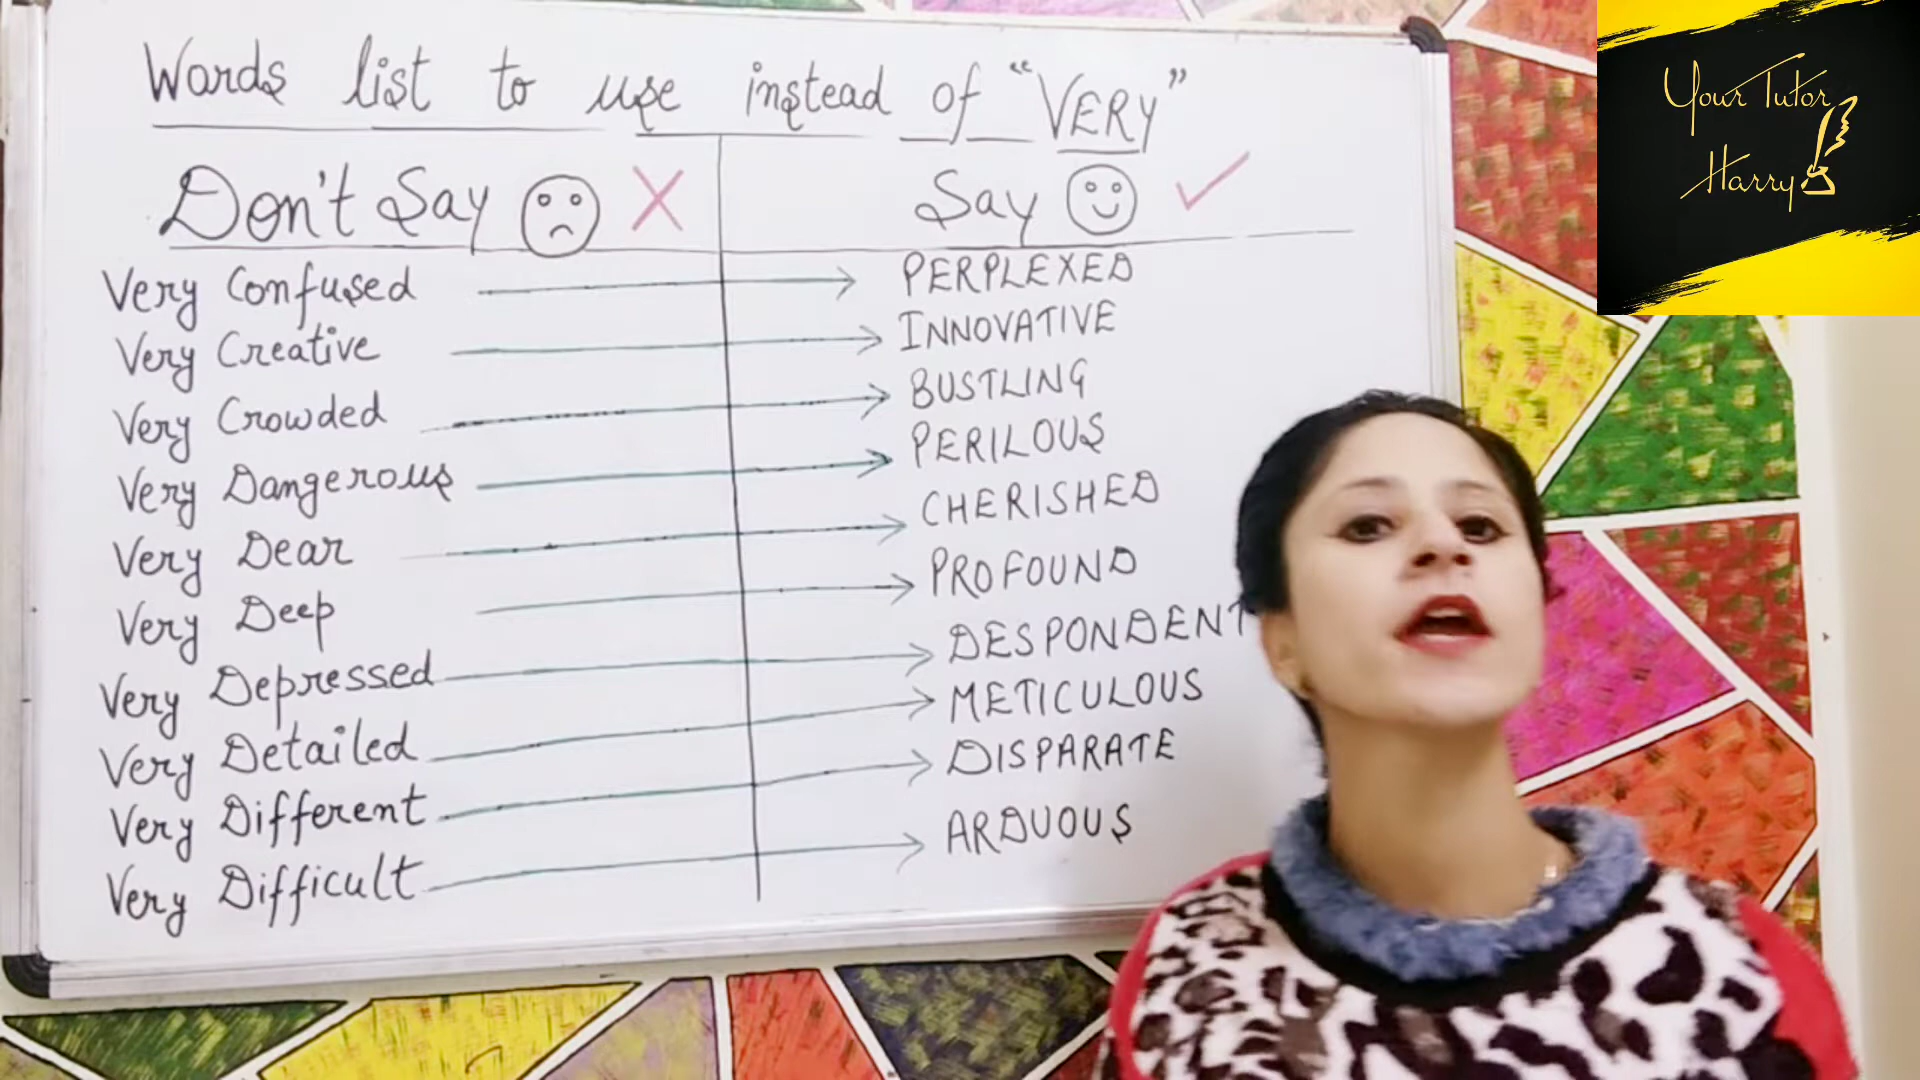 Words list to use instead of "VERY"
Don't Say Say
Very Confused PERPLEXED
Very Creative INNOVATIVE
Very Crowded BUSTLING
Very Dangerous PERILOUS
Very Dear CHERISHED
Very Deep PROFOUND
Very Depressed DESPONDENT
Very Detailed METICULOUS
Very Different DISPARATE
Very Difficult ARDUOUS
Your Tutor
Harry